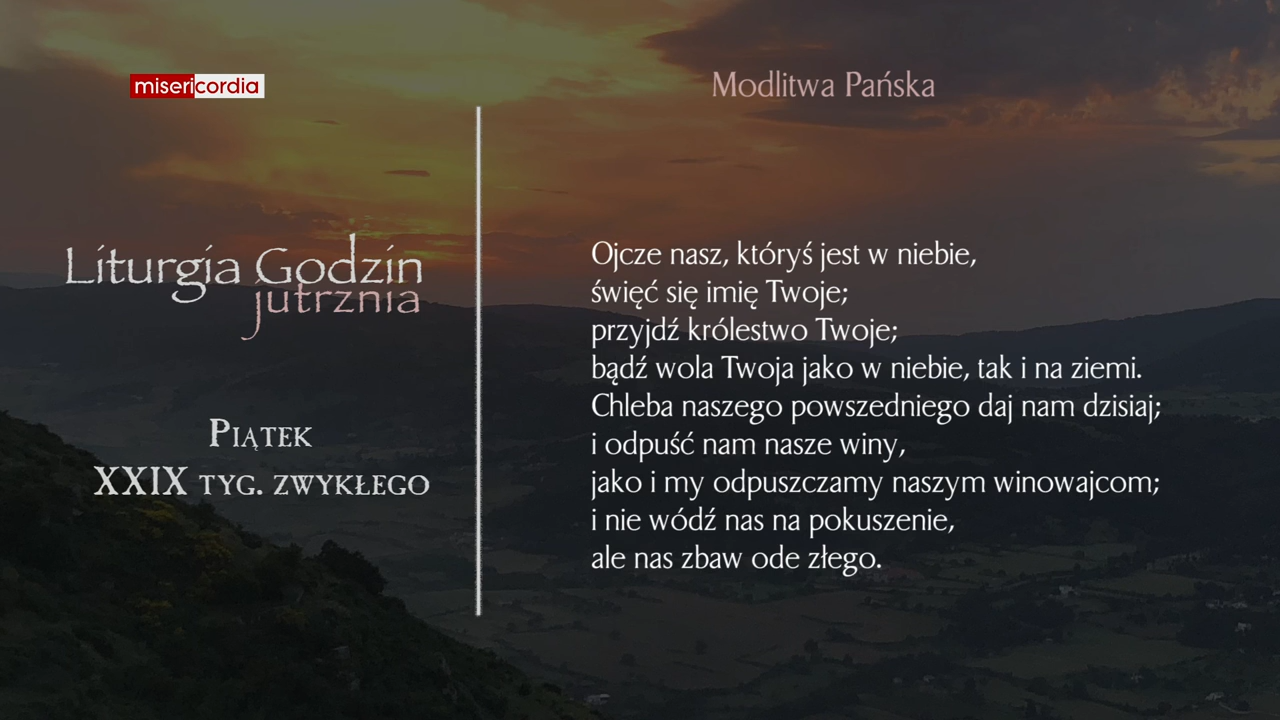 misericordia
Liturgia Godzin
jutrznia
Piątek
XXIX tyg. zwykłego
Modlitwa Pańska
Ojcze nasz, któryś jest w niebie,
święć się imię Twoje;
przyjdź królestwo Twoje;
bądź wola Twoja jako w niebie, tak i na ziemi.
Chleba naszego powszedniego daj nam dzisiaj;
i odpuść nam nasze winy,
jako i my odpuszczamy naszym winowajcom;
i nie wódź nas na pokuszenie,
ale nas zbaw ode złego.